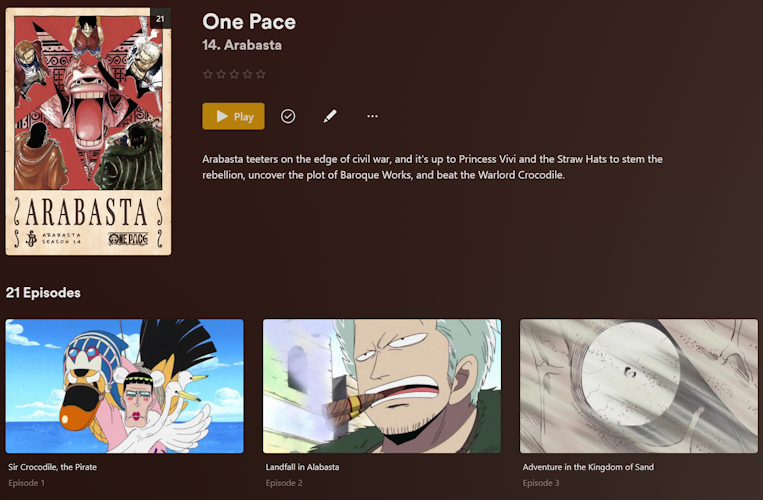 21
One Pace
14. Arabasta
Play
Arabasta teeters on the edge of civil war, and it's up to Princess Vivi and the Straw Hats to stem the
rebellion, uncover the plot of Baroque Works, and beat the Warlord Crocodile.
ARABASTA
ARABASTA
SEASON 14
ONE PACE
21 Episodes
Sir Crocodile, the Pirate
Episode 1
Landfall in Alabasta
Episode 2
Adventure in the Kingdom of Sand
Episode 3